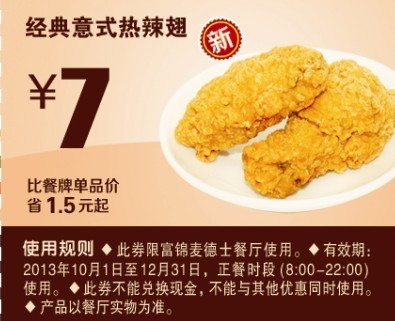 经典意式热辣翅
新
¥7
比餐牌单品价
省1.5元起
使用规则 ◆ 此券限富锦麦德士餐厅使用。◆ 有效期：
2013年10月1日至12月31日，正餐时段 (8:00-22:00)
使用。◆ 此券不能兑换现金，不能与其他优惠同时使用。
◆ 产品以餐厅实物为准。